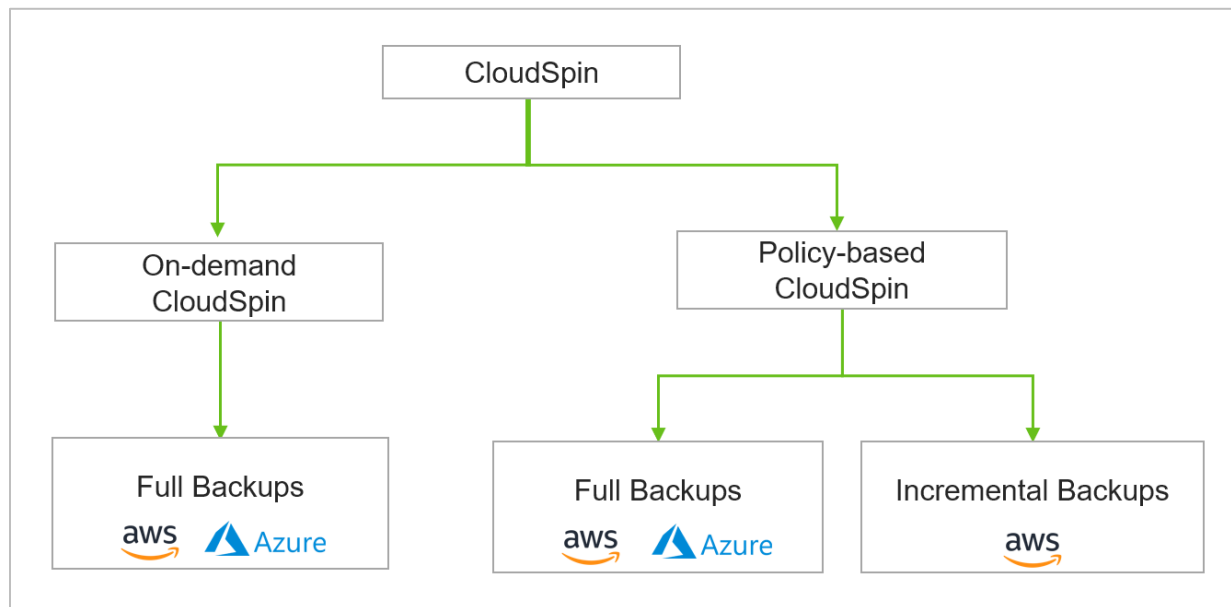 CloudSpin
On-demand
CloudSpin
Policy-based
CloudSpin
Full Backups
aws Azure
Full Backups
aws Azure
Incremental Backups
aws